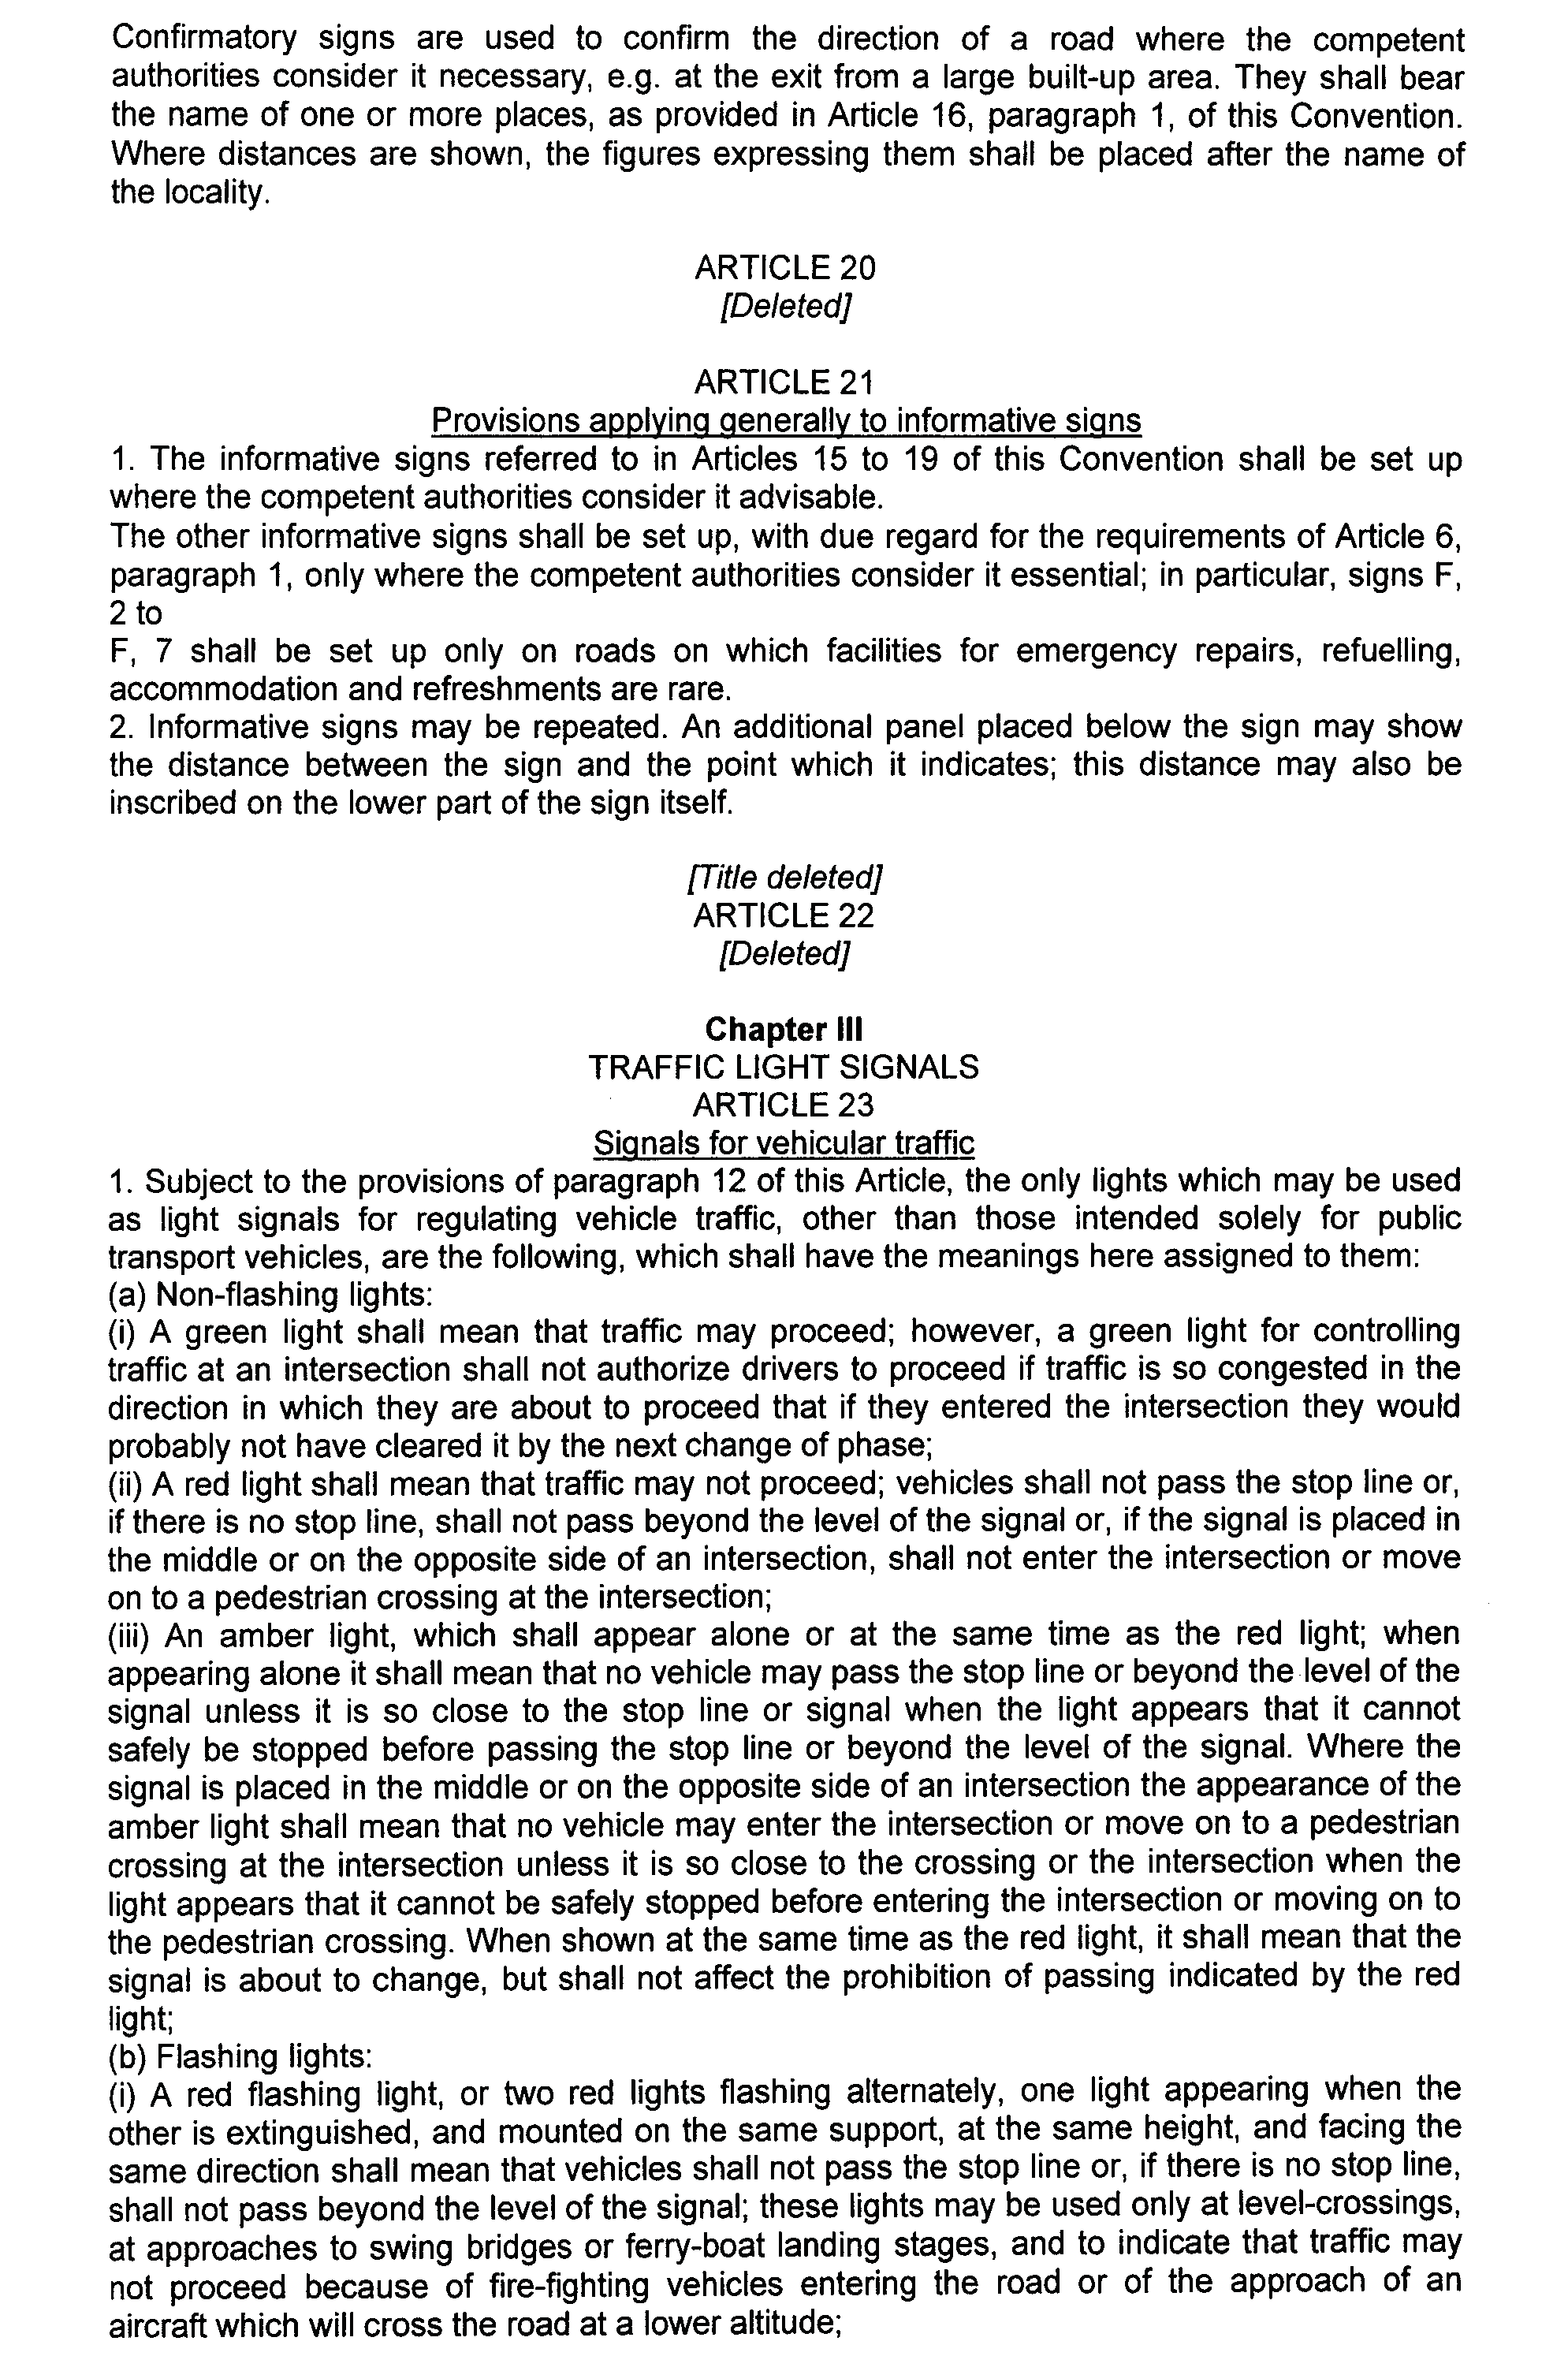 Confirmatory signs are used to confirm the direction of a road where the competent
authorities consider it necessary, e.g. at the exit from a large built-up area. They shall bear
the name of one or more places, as provided in Article 16, paragraph 1, of this Convention.
Where distances are shown, the figures expressing them shall be placed after the name of
the locality.
ARTICLE 20
[Deleted]
ARTICLE 21
Provisions applying generally to informative signs
1. The informative signs referred to in Articles 15 to 19 of this Convention shall be set up
where the competent authorities consider it advisable.
The other informative signs shall be set up, with due regard for the requirements of Article 6,
paragraph 1, only where the competent authorities consider it essential; in particular, signs F,
2 to
F, 7 shall be set up only on roads on which facilities for emergency repairs, refuelling,
accommodation and refreshments are rare.
2. Informative signs may be repeated. An additional panel placed below the sign may show
the distance between the sign and the point which it indicates; this distance may also be
inscribed on the lower part of the sign itself.
[Title deleted]
ARTICLE 22
[Deleted]
Chapter III
TRAFFIC LIGHT SIGNALS
ARTICLE 23
Signals for vehicular traffic
1. Subject to the provisions of paragraph 12 of this Article, the only lights which may be used
as light signals for regulating vehicle traffic, other than those intended solely for public
transport vehicles, are the following, which shall have the meanings here assigned to them:
(a) Non-flashing lights:
(i) A green light shall mean that traffic may proceed; however, a green light for controlling
traffic at an intersection shall not authorize drivers to proceed if traffic is so congested in the
direction in which they are about to proceed that if they entered the intersection they would
probably not have cleared it by the next change of phase;
(ii) A red light shall mean that traffic may not proceed; vehicles shall not pass the stop line or,
if there is no stop line, shall not pass beyond the level of the signal or, if the signal is placed in
the middle or on the opposite side of an intersection, shall not enter the intersection or move
on to a pedestrian crossing at the intersection;
(iii) An amber light, which shall appear alone or at the same time as the red light; when
appearing alone it shall mean that no vehicle may pass the stop line or beyond the level of the
signal unless it is so close to the stop line or signal when the light appears that it cannot
safely be stopped before passing the stop line or beyond the level of the signal. Where the
signal is placed in the middle or on the opposite side of an intersection the appearance of the
amber light shall mean that no vehicle may enter the intersection or move on to a pedestrian
crossing at the intersection unless it is so close to the crossing or the intersection when the
light appears that it cannot be safely stopped before entering the intersection or moving on to
the pedestrian crossing. When shown at the same time as the red light, it shall mean that the
signal is about to change, but shall not affect the prohibition of passing indicated by the red
light;
(b) Flashing lights:
(i) A red flashing light, or two red lights flashing alternately, one light appearing when the
other is extinguished, and mounted on the same support, at the same height, and facing the
same direction shall mean that vehicles shall not pass the stop line or, if there is no stop line,
shall not pass beyond the level of the signal; these lights may be used only at level-crossings,
at approaches to swing bridges or ferry-boat landing stages, and to indicate that traffic may
not proceed because of fire-fighting vehicles entering the road or of the approach of an
aircraft which will cross the road at a lower altitude;